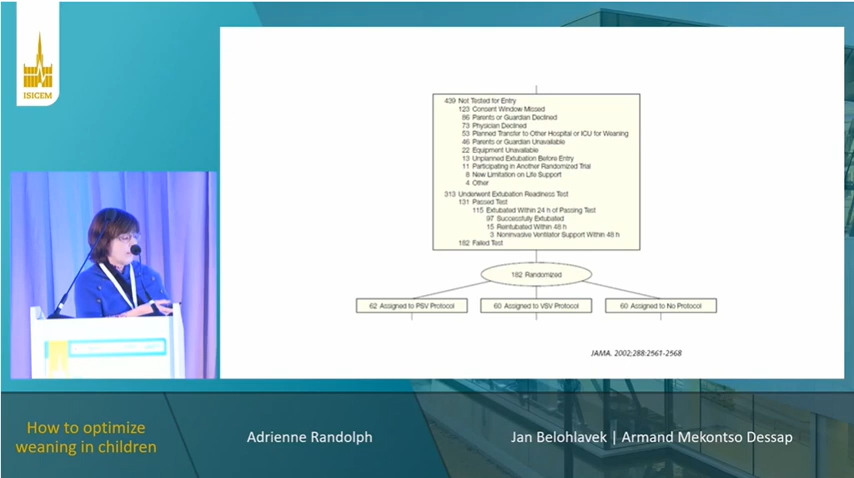 ISICEM
439 Not Tested for Entry
123 Consent Window Missed
86 Parents or Guardian Declined
73 Physician Declined
53 Planned Transfer to Other Hospital or ICU for Weaning
46 Parents or Guardian Unavailable
22 Equipment Unavailable
13 Unplanned Extubation Before Entry
11 Participating in Another Randomized Trial
8 New Limitation on Life Support
4 Other
313 Underwent Extubation Readiness Test
131 Passed Test
115 Extubated Within 24 h of Passing Test
97 Successfully Extubated
15 Reintubated Within 48 h
3 Noninvasive Ventilator Support Within 48 h
182 Failed Test
182 Randomized
62 Assigned to PSV Protocol
60 Assigned to VSV Protocol
60 Assigned to No Protocol
JAMA. 2002;288:2561-2568
How to optimize
weaning in children
Adrienne Randolph
Jan Belohlavek | Armand Mekontso Dessap